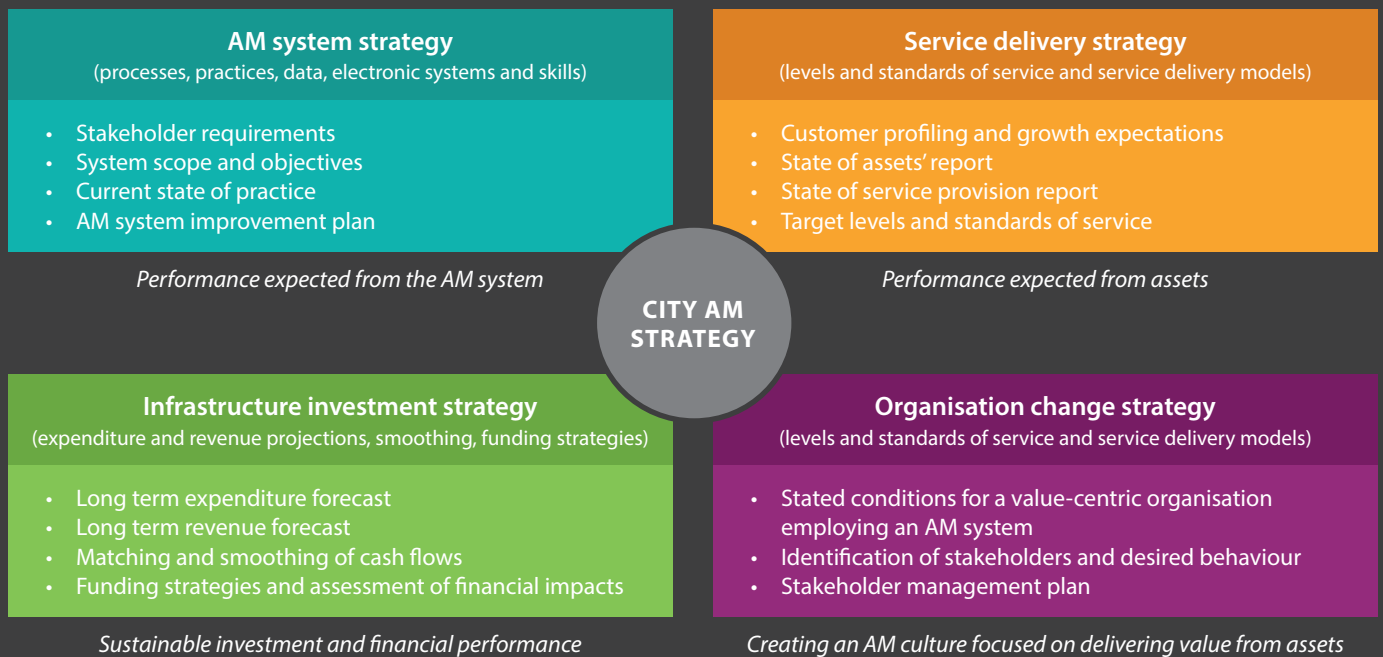 AM system strategy
(processes, practices, data, electronic systems and skills)
• Stakeholder requirements
• System scope and objectives
• Current state of practice
• AM system improvement plan
Performance expected from the AM system
Service delivery strategy
(levels and standards of service and service delivery models)
• Customer profiling and growth expectations
• State of assets’ report
• State of service provision report
• Target levels and standards of service
Performance expected from assets
CITY AM
STRATEGY
Infrastructure investment strategy
(expenditure and revenue projections, smoothing, funding strategies)
• Long term expenditure forecast
• Long term revenue forecast
• Matching and smoothing of cash flows
• Funding strategies and assessment of financial impacts
Sustainable investment and financial performance
Organisation change strategy
(levels and standards of service and service delivery models)
• Stated conditions for a value-centric organisation
employing an AM system
• Identification of stakeholders and desired behaviour
• Stakeholder management plan
Creating an AM culture focused on delivering value from assets